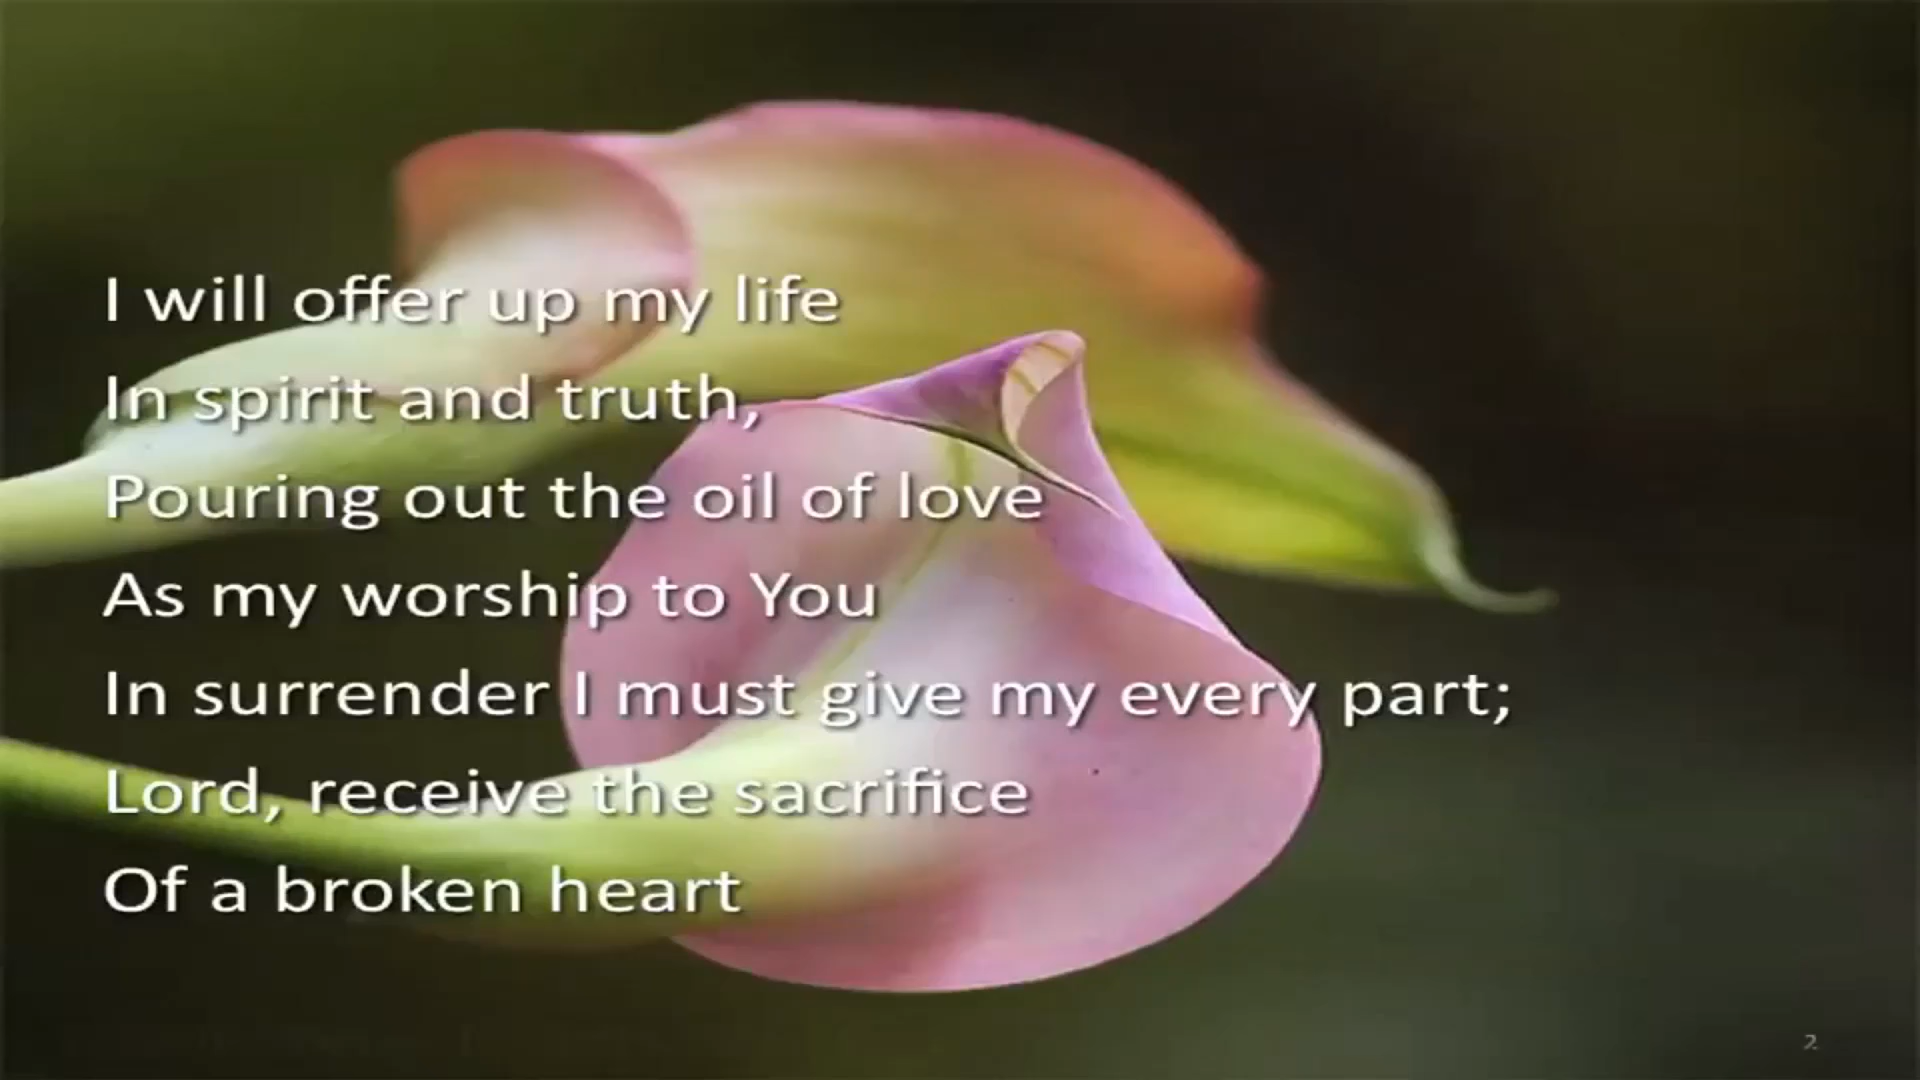 I will offer up my life
In spirit and truth,
Pouring out the oil of love
As my worship to You
In surrender I must give my every part;
Lord, receive the sacrifice
Of a broken heart
2